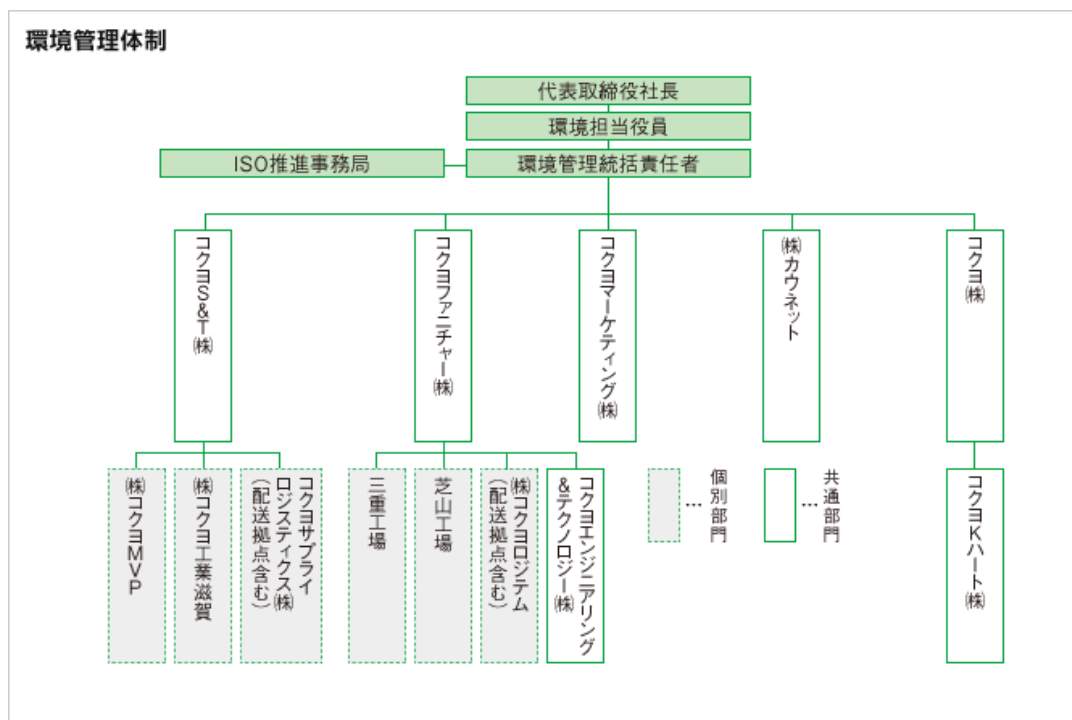 環境管理体制
代表取締役社長
環境担当役員
ISO推進事務局
環境管理統括責任者
コクヨS&T㈱
コクヨファニチャー㈱
コクヨマーケティング㈱
㈱カウネット
コクヨ㈱
㈱コクヨMVP
㈱コクヨ工業滋賀
コクヨサプライ
ロジスティクス㈱
(配送拠点含む)
三重工場
芝山工場
㈱コクヨロジテム
(配送拠点含む)
コクヨエンジニアリング
&テクノロジー㈱
…個別部門
…共通部門
コクヨKハート㈱